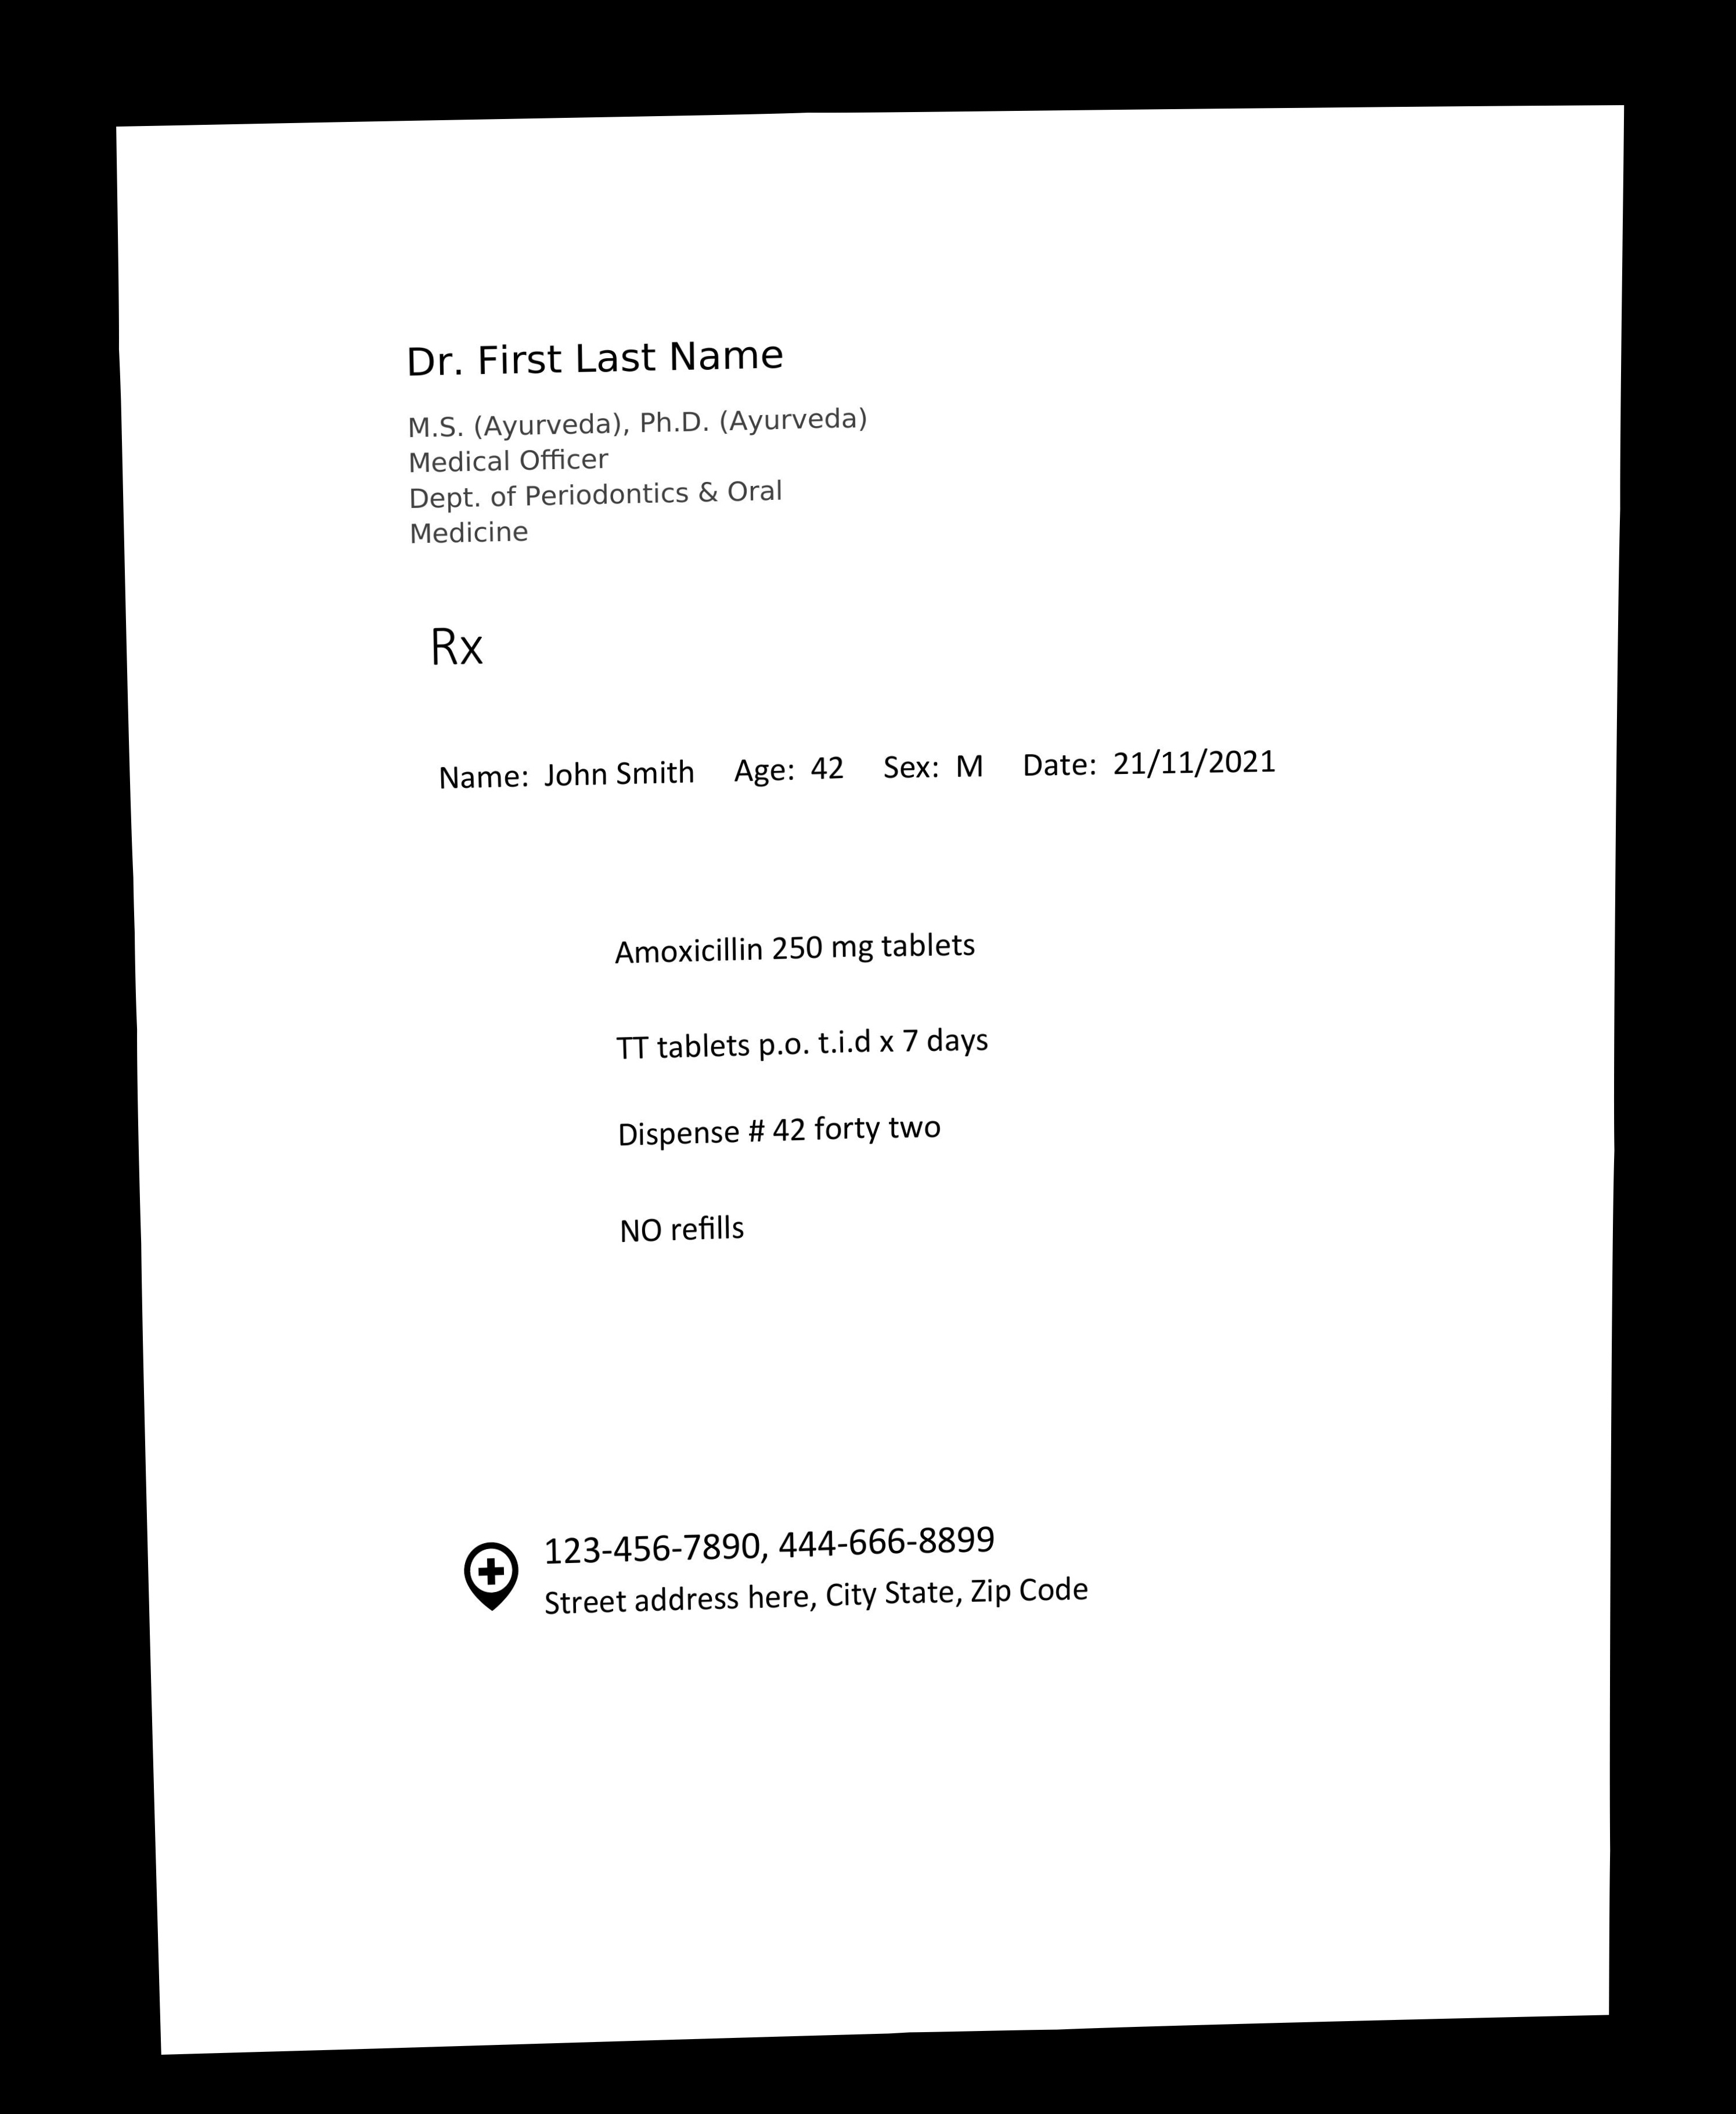 Dr. First Last Name
M.S. (Ayurveda), Ph.D. (Ayurveda)
Medical Officer
Dept. of Periodontics & Oral
Medicine
Rx
Name: John Smith Age: 42 Sex: M Date: 21/11/2021
Amoxicillin 250 mg tablets
TT tablets p.o. t.i.d x 7 days
Dispense # 42 forty two
NO refills
123-456-7890, 444-666-8899
Street address here, City State, Zip Code